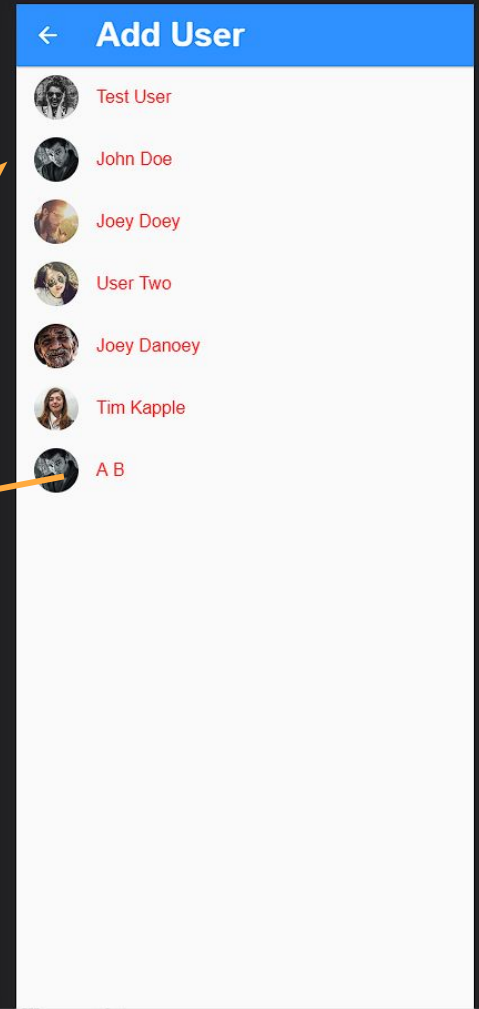 Add User
Test User
John Doe
Joey Doey
User Two
Joey Danoey
Tim Kapple
A B